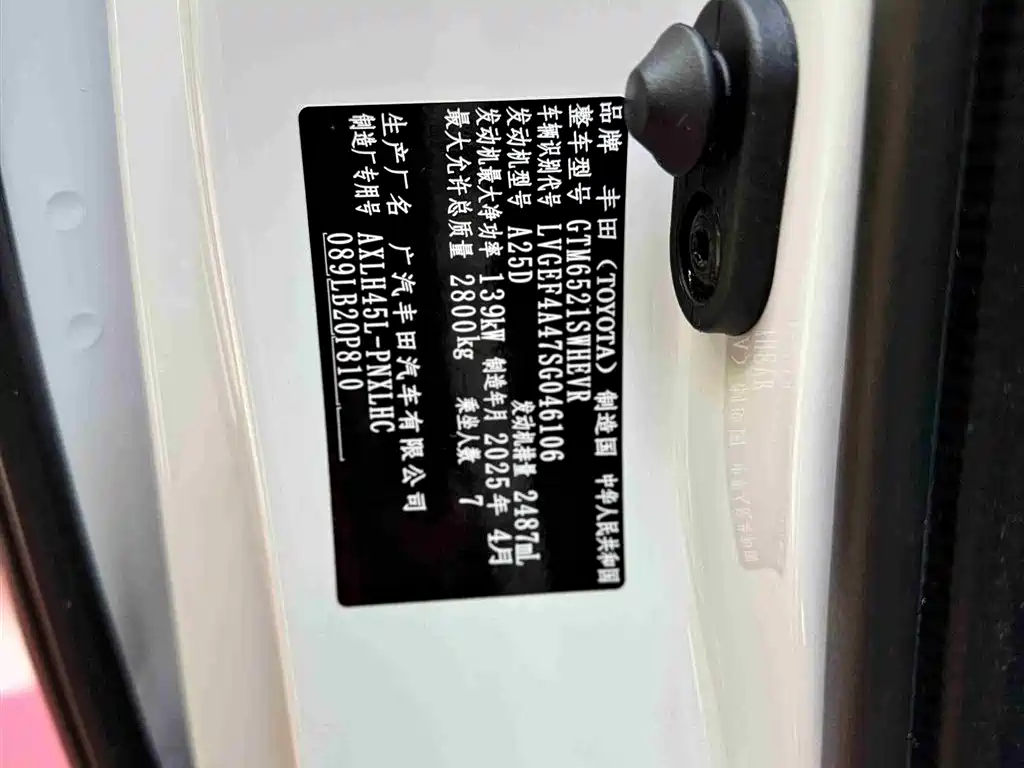 品牌 丰田 (TOYOTA) 制造国 中华人民共和国
整车型号 GTM6521SWHEVR
车辆识别代号 LVGEF4A47SG046106
发动机型号 A25D 发动机排量 2487mL
发动机最大净功率 139kW 制造年月 2025年 4月
最大允许总质量 2800kg 乘坐人数 7
生产厂名 广汽丰田汽车有限公司
制造厂专用号 AXLH45L-PNXLHC
089LB20P810